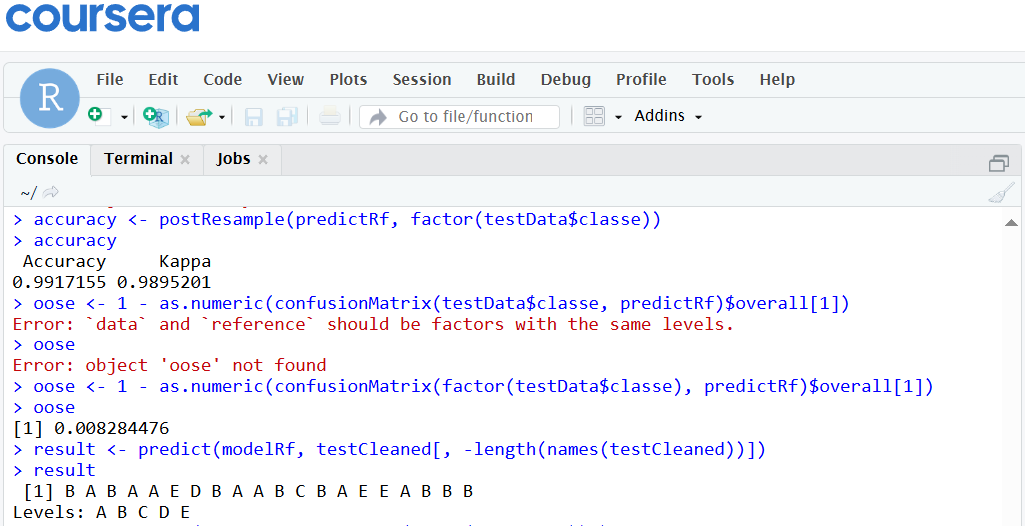 coursera
R File Edit Code View Plots Session Build Debug Profile Tools Help
R Go to file/function Addins
Console Terminal × Jobs ×
~/
> accuracy <- postResample(predictRf, factor(testData$classe))
> accuracy
 Accuracy     Kappa
0.9917155 0.9895201
> oose <- 1 - as.numeric(confusionMatrix(testData$classe, predictRf)$overall[1])
Error: `data` and `reference` should be factors with the same levels.
> oose
Error: object 'oose' not found
> oose <- 1 - as.numeric(confusionMatrix(factor(testData$classe), predictRf)$overall[1])
> oose
[1] 0.008284476
> result <- predict(modelRf, testCleaned[, -length(names(testCleaned))])
> result
 [1] B A B A A E D B A A B C B A E E A B B B
Levels: A B C D E